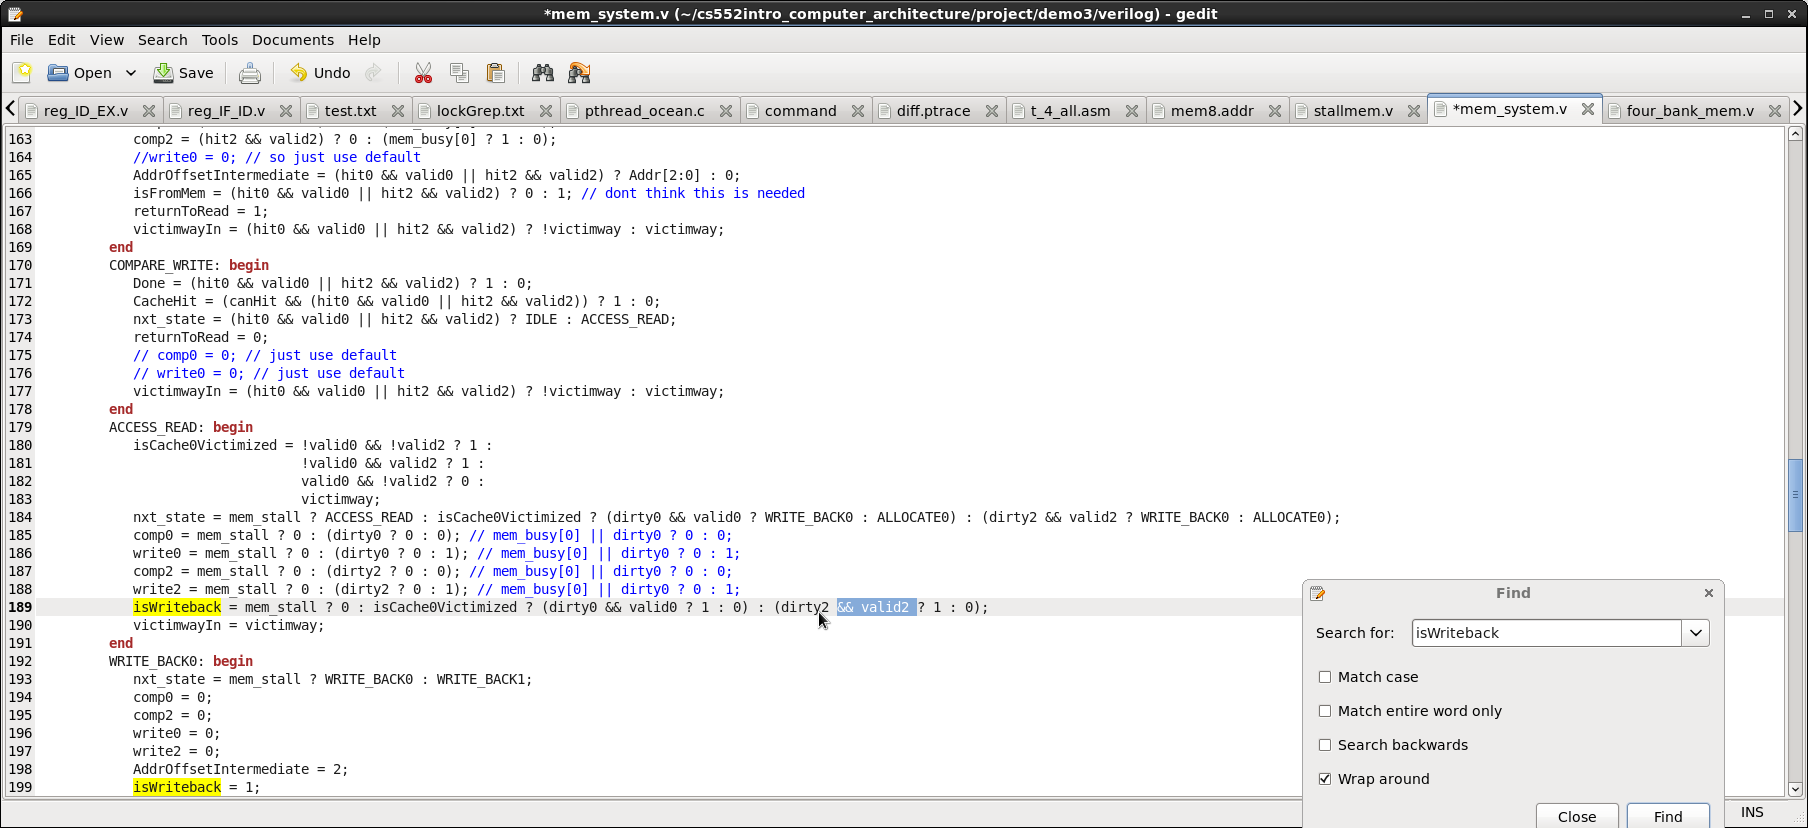 *mem_system.v (~/cs552intro_computer_architecture/project/demo3/verilog) - gedit
File Edit View Search Tools Documents Help
Open Save Undo
reg_ID_EX.v reg_IF_ID.v test.txt lockGrep.txt pthread_ocean.c command diff.ptrace t_4_all.asm mem8.addr stallmem.v *mem_system.v four_bank_mem.v
163 comp2 = (hit2 && valid2) ? 0 : (mem_busy[0] ? 1 : 0);
164 //write0 = 0; // so just use default
165 AddrOffsetIntermediate = (hit0 && valid0 || hit2 && valid2) ? Addr[2:0] : 0;
166 isFromMem = (hit0 && valid0 || hit2 && valid2) ? 0 : 1; // dont think this is needed
167 returnToRead = 1;
168 victimwayIn = (hit0 && valid0 || hit2 && valid2) ? !victimway : victimway;
169 end
170 COMPARE_WRITE: begin
171 Done = (hit0 && valid0 || hit2 && valid2) ? 1 : 0;
172 CacheHit = (canHit && (hit0 && valid0 || hit2 && valid2)) ? 1 : 0;
173 nxt_state = (hit0 && valid0 || hit2 && valid2) ? IDLE : ACCESS_READ;
174 returnToRead = 0;
175 // comp0 = 0; // just use default
176 // write0 = 0; // just use default
177 victimwayIn = (hit0 && valid0 || hit2 && valid2) ? !victimway : victimway;
178 end
179 ACCESS_READ: begin
180 isCache0Victimized = !valid0 && !valid2 ? 1 :
181 !valid0 && valid2 ? 1 :
182 valid0 && !valid2 ? 0 :
183 victimway;
184 nxt_state = mem_stall ? ACCESS_READ : isCache0Victimized ? (dirty0 && valid0 ? WRITE_BACK0 : ALLOCATE0) : (dirty2 && valid2 ? WRITE_BACK0 : ALLOCATE0);
185 comp0 = mem_stall ? 0 : (dirty0 ? 0 : 0); // mem_busy[0] || dirty0 ? 0 : 0;
186 write0 = mem_stall ? 0 : (dirty0 ? 0 : 1); // mem_busy[0] || dirty0 ? 0 : 1;
187 comp2 = mem_stall ? 0 : (dirty2 ? 0 : 0); // mem_busy[0] || dirty0 ? 0 : 0;
188 write2 = mem_stall ? 0 : (dirty2 ? 0 : 1); // mem_busy[0] || dirty0 ? 0 : 1;
189 isWriteback = mem_stall ? 0 : isCache0Victimized ? (dirty0 && valid0 ? 1 : 0) : (dirty2 && valid2 ? 1 : 0);
190 victimwayIn = victimway;
191 end
192 WRITE_BACK0: begin
193 nxt_state = mem_stall ? WRITE_BACK0 : WRITE_BACK1;
194 comp0 = 0;
195 comp2 = 0;
196 write0 = 0;
197 write2 = 0;
198 AddrOffsetIntermediate = 2;
199 isWriteback = 1;
Find
Search for: isWriteback
Match case
Match entire word only
Search backwards
Wrap around
Close Find
INS